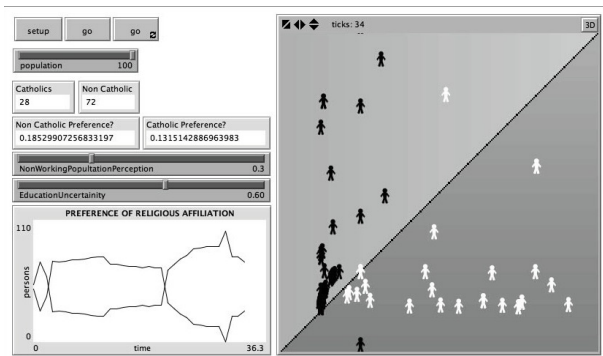 setup
go
go
ticks: 34
3D
population 100
Catholics
28
Non Catholic
72
Non Catholic Preference?
0.18529907256833197
Catholic Preference?
0.1315142886963983
NonWorkingPopultationPerception 0.3
EducationUncertainity 0.60
PREFERENCE OF RELIGIOUS AFFILIATION
110
persons
0
0
time
36.3